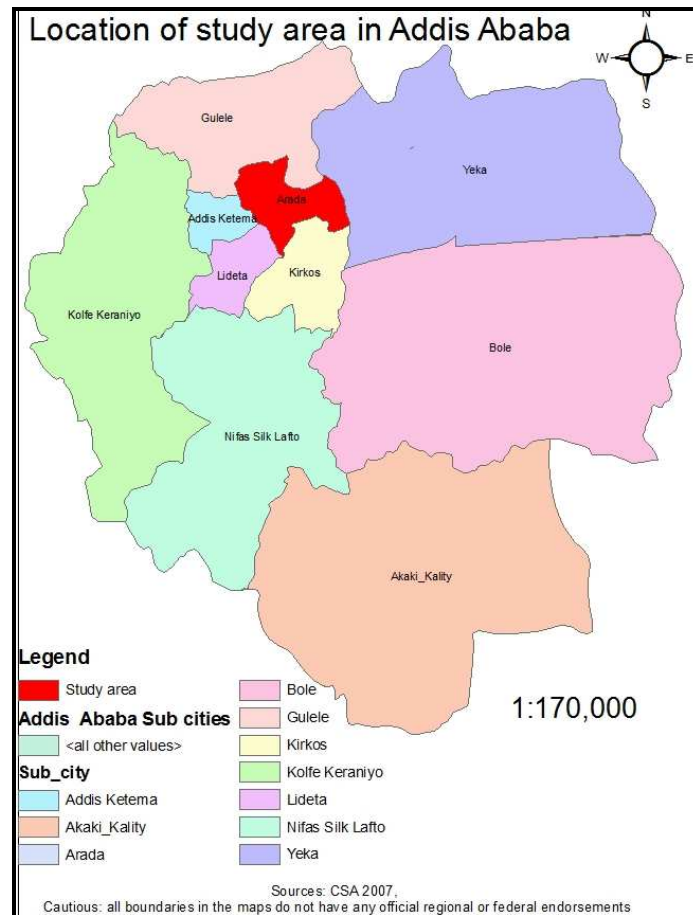 Location of study area in Addis Ababa
N
W
E
S
Gulele
Yeka
Arada
Addis Ketema
Lideta
Kirkos
Kolfe Keraniyo
Bole
Nifas Silk Lafto
Akaki_Kality
Legend
Study area
Addis Ababa Sub cities
<all other values>
Sub_city
Addis Ketema
Akaki_Kality
Arada
Bole
Gulele
Kirkos
Kolfe Keraniyo
Lideta
Nifas Silk Lafto
Yeka
1:170,000
Sources: CSA 2007,
Cautious: all boundaries in the maps do not have any official regional or federal endorsements